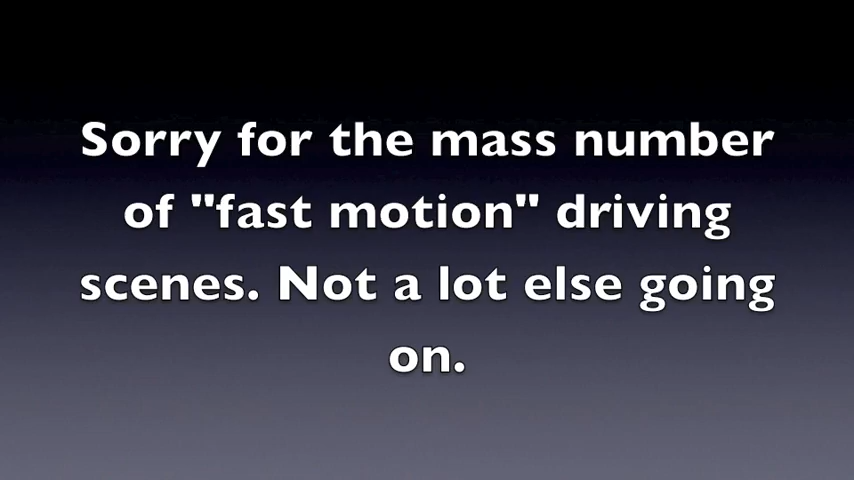 Sorry for the mass number
of "fast motion" driving
scenes. Not a lot else going
on.